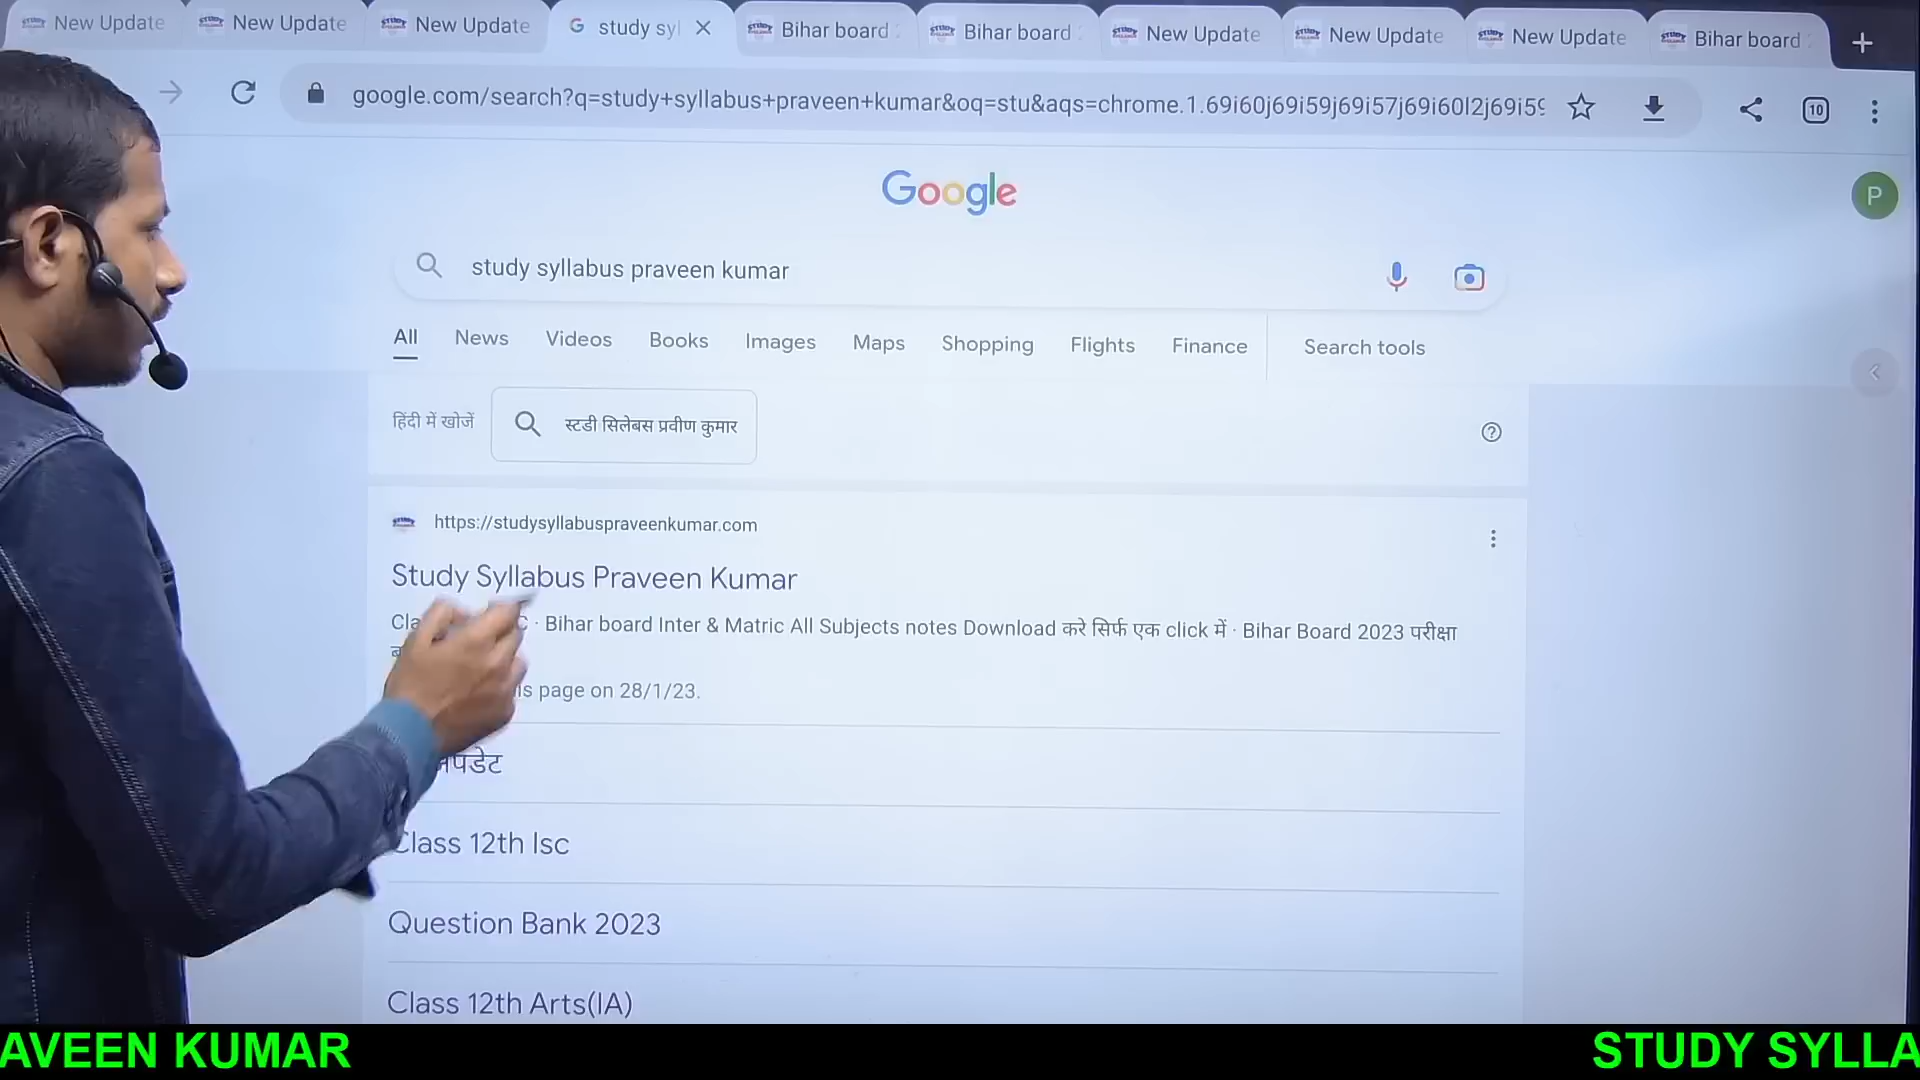 New Update
New Update
New Update
study syl
Bihar board
Bihar board
New Update
New Update
New Update
Bihar board
google.com/search?q=study+syllabus+praveen+kumar&oq=stu&aqs=chrome.1.69i60j69i59j69i57j69i60l2j69i59
10
Google
P
study syllabus praveen kumar
All News Videos Books Images Maps Shopping Flights Finance Search tools
हिंदी में खोजें
स्टडी सिलेबस प्रवीण कुमार
https://studysyllabuspraveenkumar.com
Study Syllabus Praveen Kumar
· Bihar board Inter & Matric All Subjects notes Download करे सिर्फ एक click में · Bihar Board 2023 परीक्षा
page on 28/1/23.
Class 12th Isc
Question Bank 2023
Class 12th Arts(IA)
AVEEN KUMAR
STUDY SYLLA